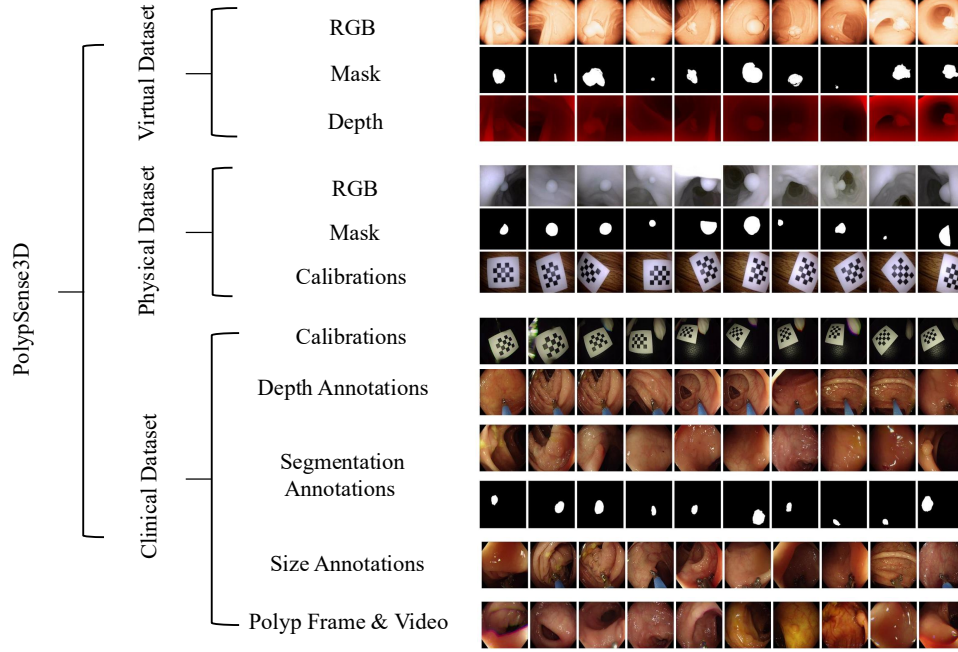 PolypSense3D
Virtual Dataset
RGB
Mask
Depth
Physical Dataset
RGB
Mask
Calibrations
Clinical Dataset
Calibrations
Depth Annotations
Segmentation
Annotations
Size Annotations
Polyp Frame & Video